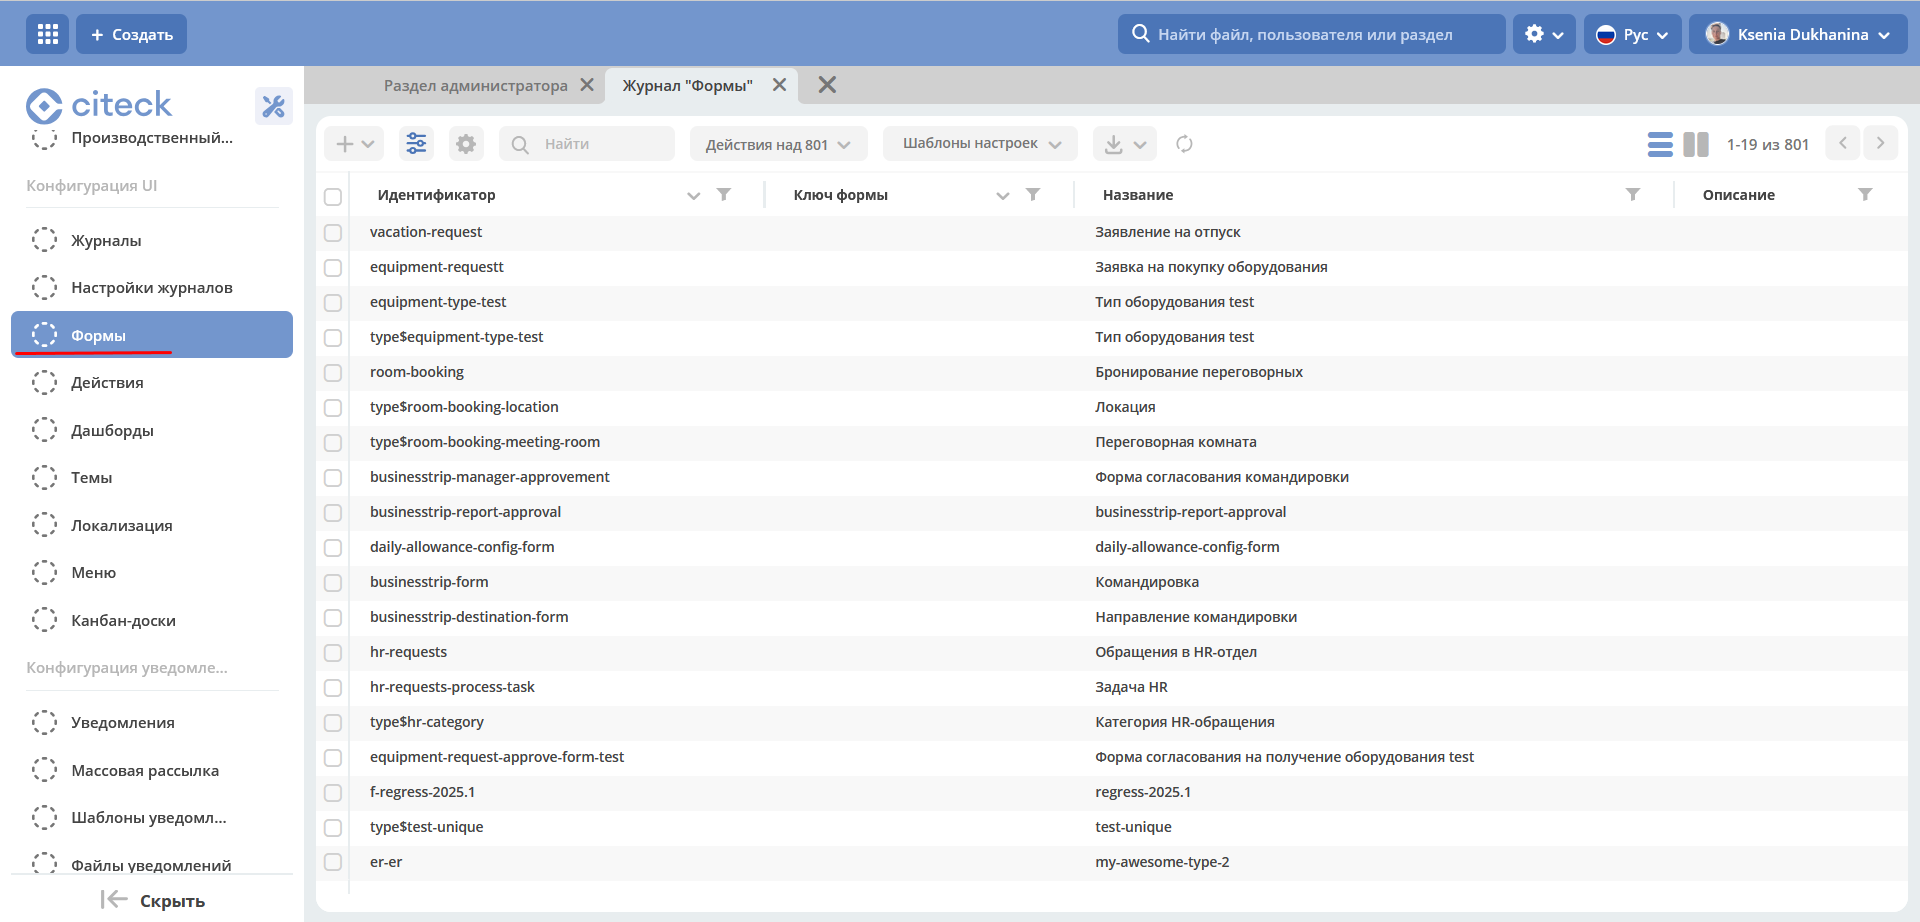 + Создать
Найти файл, пользователя или раздел
Рус
Ksenia Dukhanina
citeck
Производственный...
Конфигурация UI
Журналы
Настройки журналов
Формы
Действия
Дашборды
Темы
Локализация
Меню
Канбан-доски
Конфигурация уведомле...
Уведомления
Массовая рассылка
Шаблоны уведомл...
Файлы уведомлений
Скрыть
Раздел администратора
Журнал "Формы"
Найти
Действия над 801
Шаблоны настроек
1-19 из 801
Идентификатор Ключ формы Название Описание
vacation-request Заявление на отпуск
equipment-requestt Заявка на покупку оборудования
equipment-type-test Тип оборудования test
type$equipment-type-test Тип оборудования test
room-booking Бронирование переговорных
type$room-booking-location Локация
type$room-booking-meeting-room Переговорная комната
businesstrip-manager-approvement Форма согласования командировки
businesstrip-report-approval businesstrip-report-approval
daily-allowance-config-form daily-allowance-config-form
businesstrip-form Командировка
businesstrip-destination-form Направление командировки
hr-requests Обращения в HR-отдел
hr-requests-process-task Задача HR
type$hr-category Категория HR-обращения
equipment-request-approve-form-test Форма согласования на получение оборудования test
f-regress-2025.1 regress-2025.1
type$test-unique test-unique
er-er my-awesome-type-2